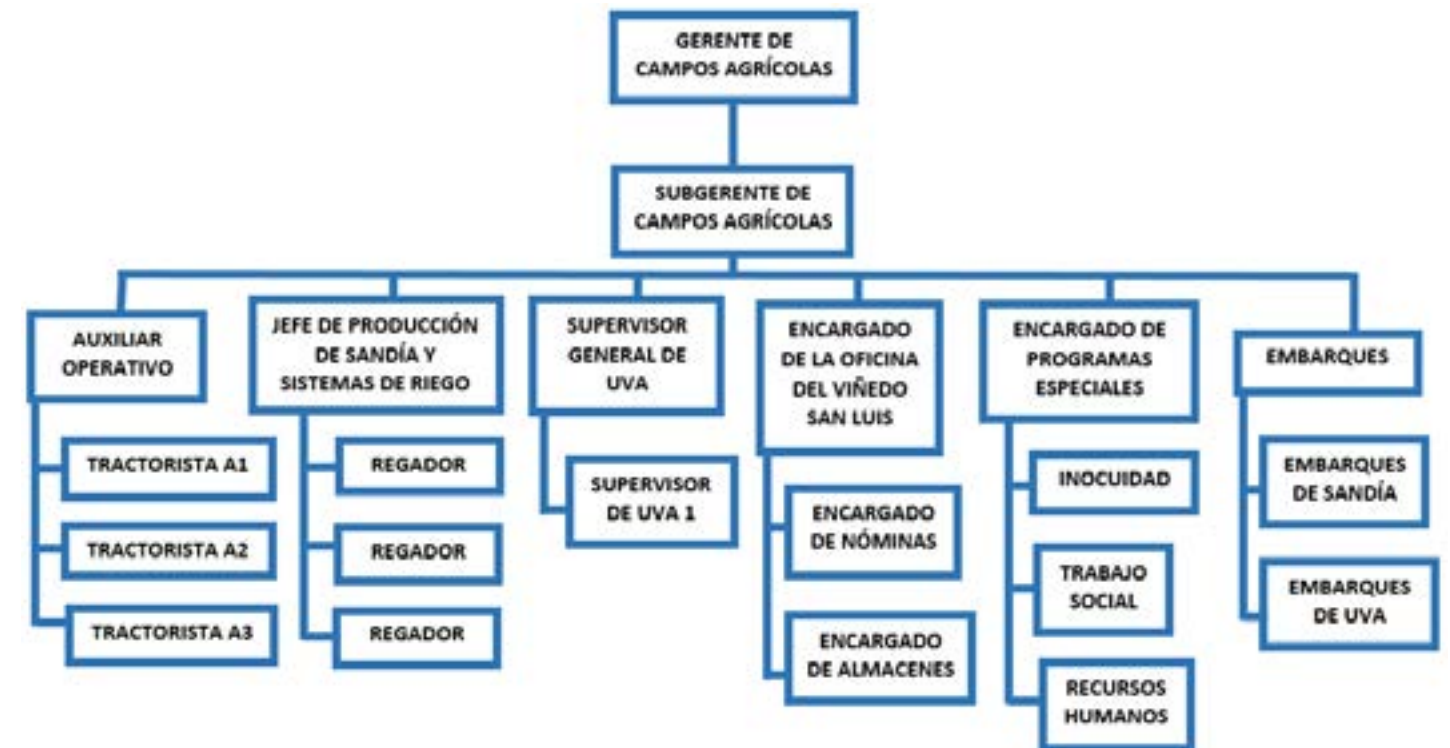 GERENTE DE
CAMPOS AGRÍCOLAS
SUBGERENTE DE
CAMPOS AGRÍCOLAS
AUXILIAR
OPERATIVO
TRACTORISTA A1
TRACTORISTA A2
TRACTORISTA A3
JEFE DE PRODUCCIÓN
DE SANDÍA Y
SISTEMAS DE RIEGO
REGADOR
REGADOR
REGADOR
SUPERVISOR
GENERAL DE
UVA
SUPERVISOR
DE UVA 1
ENCARGADO
DE LA OFICINA
DEL VIÑEDO
SAN LUIS
ENCARGADO
DE NÓMINAS
ENCARGADO
DE ALMACENES
ENCARGADO DE
PROGRAMAS
ESPECIALES
INOCUIDAD
TRABAJO
SOCIAL
RECURSOS
HUMANOS
EMBARQUES
EMBARQUES
DE SANDÍA
EMBARQUES
DE UVA